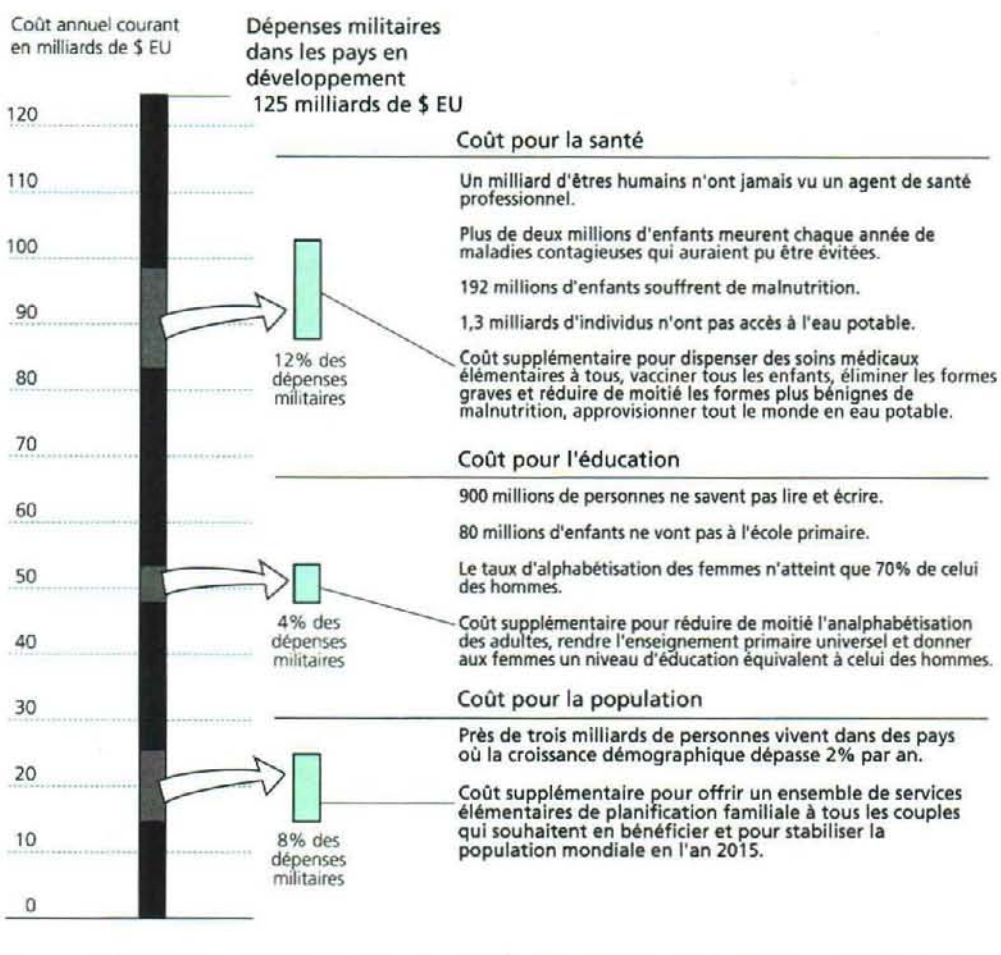 Coût annuel courant
en milliards de $ EU
Dépenses militaires
dans les pays en
développement
125 milliards de $ EU
120
110
100
90
80
70
60
50
40
30
20
10
0
12% des
dépenses
militaires
4% des
dépenses
militaires
8% des
dépenses
militaires
Coût pour la santé
Un milliard d'êtres humains n'ont jamais vu un agent de santé
professionnel.
Plus de deux millions d'enfants meurent chaque année de
maladies contagieuses qui auraient pu être évitées.
192 millions d'enfants souffrent de malnutrition.
1,3 milliards d'individus n'ont pas accès à l'eau potable.
Coût supplémentaire pour dispenser des soins médicaux
élémentaires à tous, vacciner tous les enfants, éliminer les formes
graves et réduire de moitié les formes plus bénignes de
malnutrition, approvisionner tout le monde en eau potable.
Coût pour l'éducation
900 millions de personnes ne savent pas lire et écrire.
80 millions d'enfants ne vont pas à l'école primaire.
Le taux d'alphabétisation des femmes n'atteint que 70% de celui
des hommes.
Coût supplémentaire pour réduire de moitié l'analphabétisation
des adultes, rendre l'enseignement primaire universel et donner
aux femmes un niveau d'éducation équivalent à celui des hommes.
Coût pour la population
Près de trois milliards de personnes vivent dans des pays
où la croissance démographique dépasse 2% par an.
Coût supplémentaire pour offrir un ensemble de services
élémentaires de planification familiale à tous les couples
qui souhaitent en bénéficier et pour stabiliser la
population mondiale en l'an 2015.